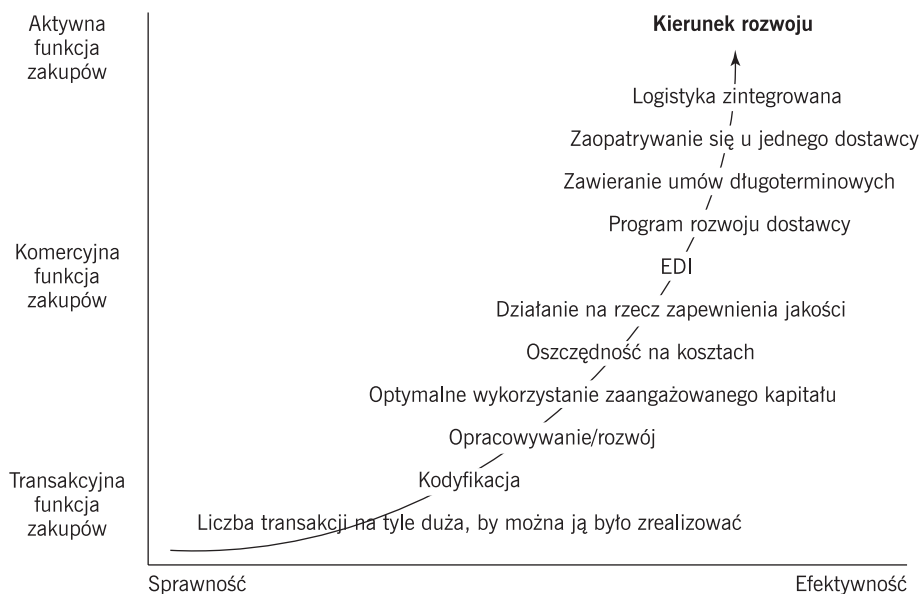 Aktywna
funkcja
zakupów
Kierunek rozwoju
Logistyka zintegrowana
Zaopatrywanie się u jednego dostawcy
Zawieranie umów długoterminowych
Program rozwoju dostawcy
Komercyjna
funkcja
zakupów
EDI
Działanie na rzecz zapewnienia jakości
Oszczędność na kosztach
Optymalne wykorzystanie zaangażowanego kapitału
Opracowywanie/rozwój
Transakcyjna
funkcja
zakupów
Kodyfikacja
Liczba transakcji na tyle duża, by można ją było zrealizować
Sprawność
Efektywność